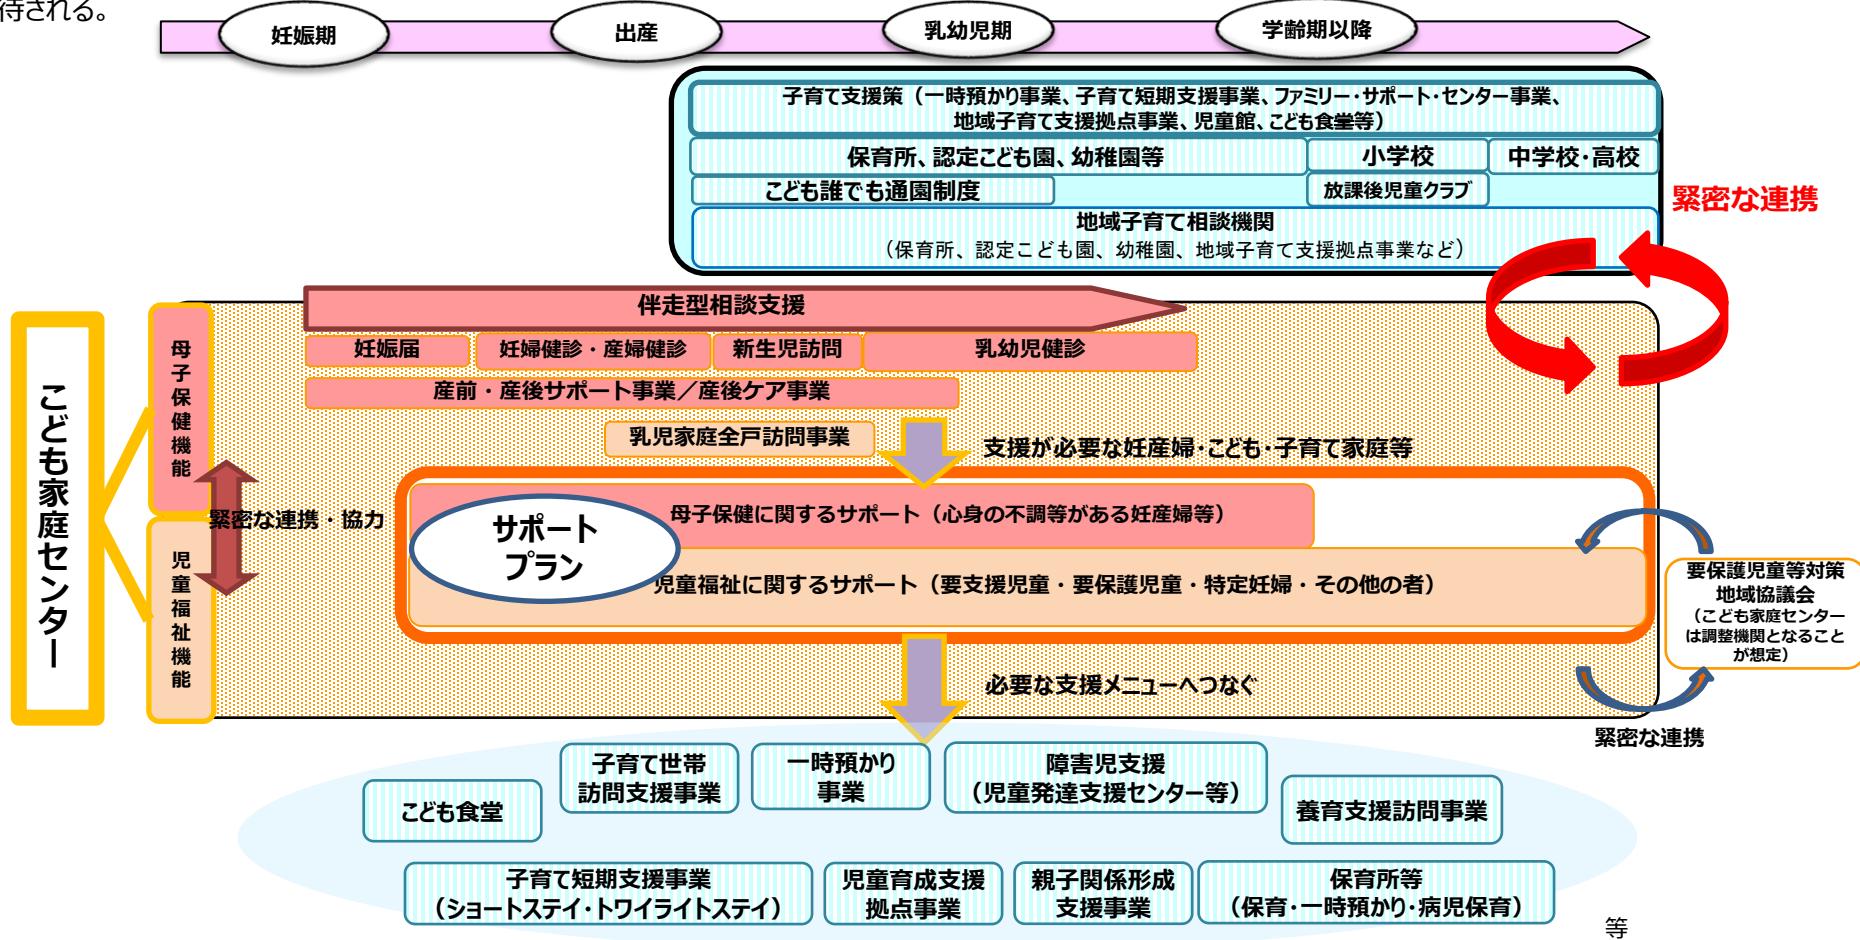 待される。
妊娠期
出産
乳幼児期
学齢期以降
子育て支援策（一時預かり事業、子育て短期支援事業、ファミリー・サポート・センター事業、
地域子育て支援拠点事業、児童館、こども食堂等）
保育所、認定こども園、幼稚園等
小学校
中学校・高校
こども誰でも通園制度
放課後児童クラブ
地域子育て相談機関
（保育所、認定こども園、幼稚園、地域子育て支援拠点事業など）
緊密な連携
こども家庭センター
母子保健機能
児童福祉機能
緊密な連携・協力
伴走型相談支援
妊娠届
妊婦健診・産婦健診
新生児訪問
乳幼児健診
産前・産後サポート事業／産後ケア事業
乳児家庭全戸訪問事業
支援が必要な妊産婦・こども・子育て家庭等
サポート
プラン
母子保健に関するサポート（心身の不調等がある妊産婦等）
児童福祉に関するサポート（要支援児童・要保護児童・特定妊婦・その他の者）
要保護児童等対策
地域協議会
（こども家庭センター
は調整機関となること
が想定）
緊密な連携
必要な支援メニューへつなぐ
こども食堂
子育て世帯
訪問支援事業
一時預かり
事業
障害児支援
（児童発達支援センター等）
養育支援訪問事業
子育て短期支援事業
（ショートステイ・トワイライトステイ）
児童育成支援
拠点事業
親子関係形成
支援事業
保育所等
（保育・一時預かり・病児保育）
等